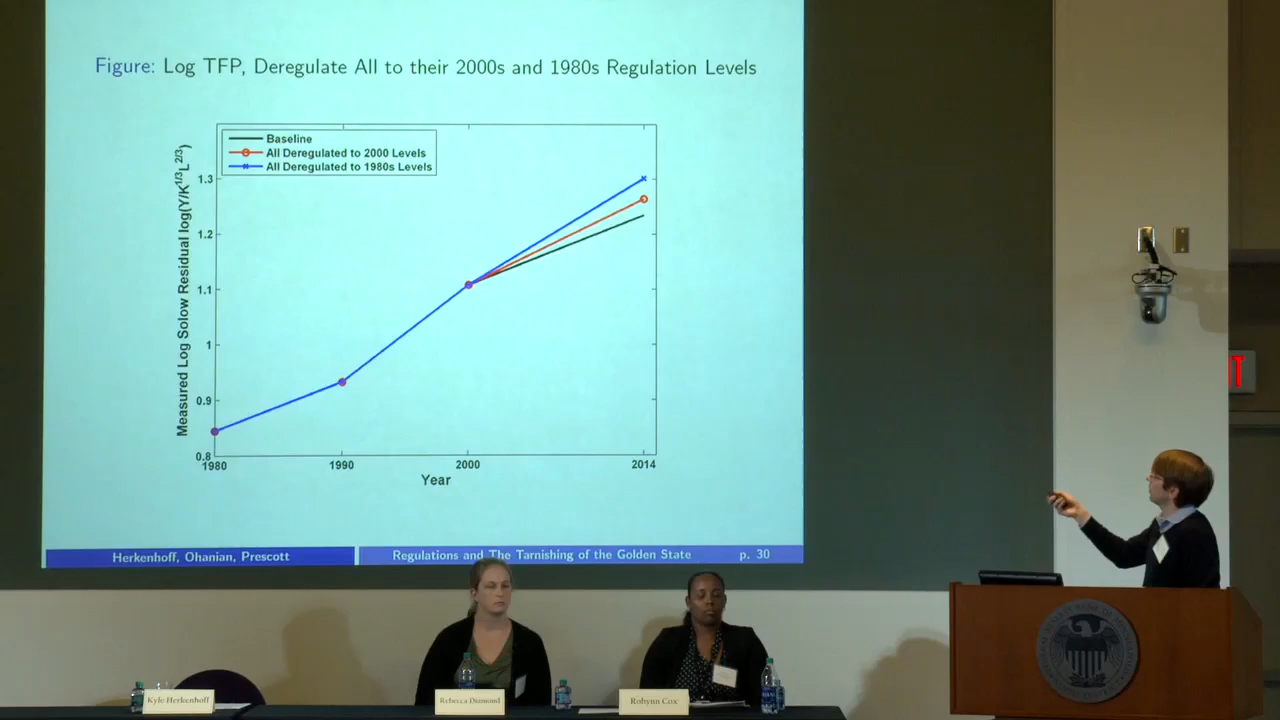 Figure: Log TFP, Deregulate All to their 2000s and 1980s Regulation Levels
Baseline
All Deregulated to 2000 Levels
All Deregulated to 1980s Levels
Measured Log Solow Residual log(Y/K^1/3 L^2/3)
1.3
1.2
1.1
1
0.9
0.8
1980
1990
2000
2014
Year
Herkenhoff, Ohanian, Prescott
Regulations and The Tarnishing of the Golden State
p. 30
Kyle Herkenhoff
Rebecca Diamond
Robynn Cox